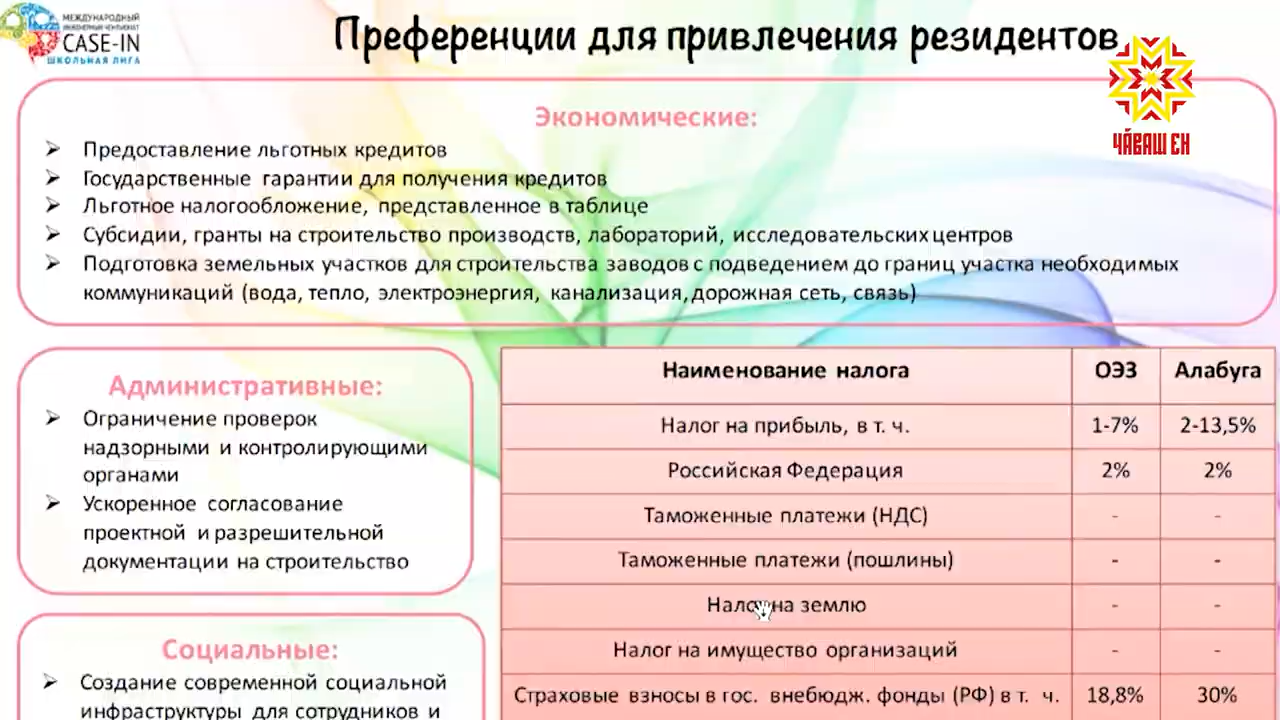 МЕЖДУНАРОДНЫЙ
ИНЖЕНЕРНЫЙ ЧЕМПИОНАТ
CASE-IN
ШКОЛЬНАЯ ЛИГА
Преференции для привлечения резидентов
ЧӐВАШ ЕН
Экономические:
Предоставление льготных кредитов
Государственные гарантии для получения кредитов
Льготное налогообложение, представленное в таблице
Субсидии, гранты на строительство производств, лабораторий, исследовательских центров
Подготовка земельных участков для строительства заводов с подведением до границ участка необходимых
коммуникаций (вода, тепло, электроэнергия, канализация, дорожная сеть, связь)
Административные:
Ограничение проверок
надзорными и контролирующими
органами
Ускоренное согласование
проектной и разрешительной
документации на строительство
Социальные:
Создание современной социальной
инфраструктуры для сотрудников и
Наименование налога ОЭЗ Алабуга
Налог на прибыль, в т. ч. 1-7% 2-13,5%
Российская Федерация 2% 2%
Таможенные платежи (НДС) - -
Таможенные платежи (пошлины) - -
Налог на землю - -
Налог на имущество организаций - -
Страховые взносы в гос. внебюдж. фонды (РФ) в т. ч. 18,8% 30%